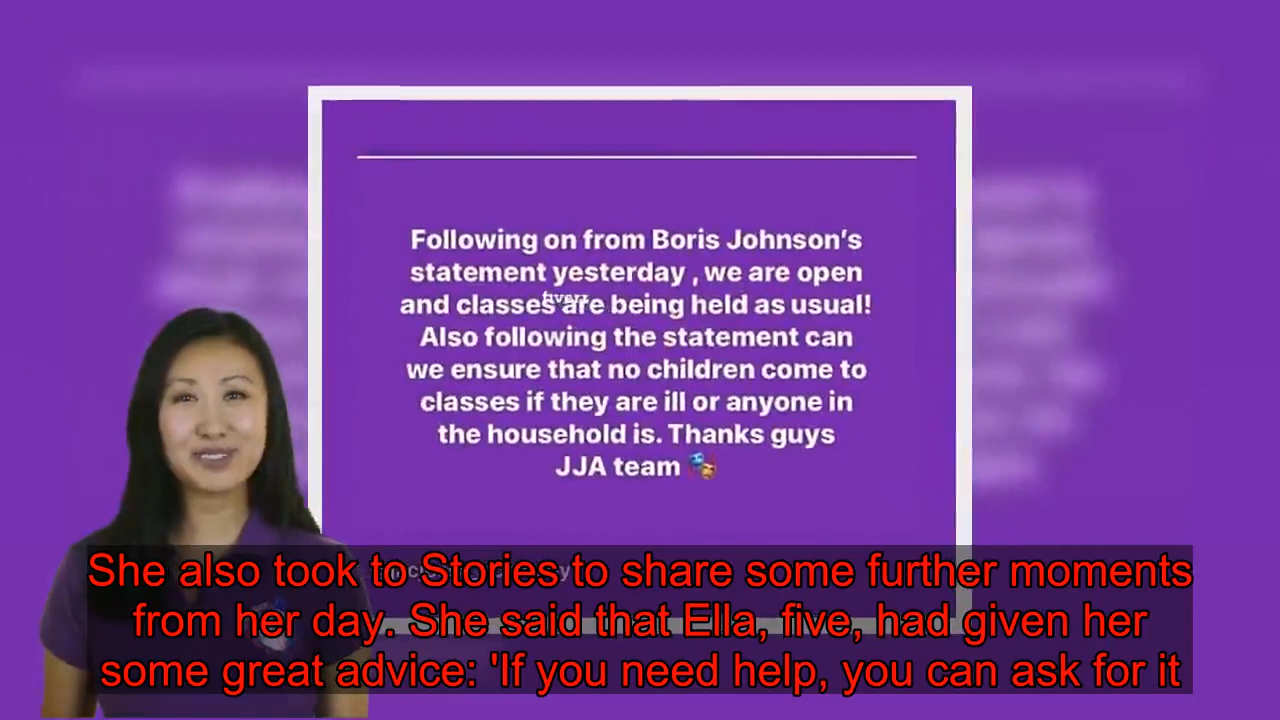 Following on from Boris Johnson's
statement yesterday , we are open
and classes are being held as usual!
Also following the statement can
we ensure that no children come to
classes if they are ill or anyone in
the household is. Thanks guys
JJA team 🎭
fiverr
She also took to Stories to share some further moments
from her day. She said that Ella, five, had given her
some great advice: 'If you need help, you can ask for it